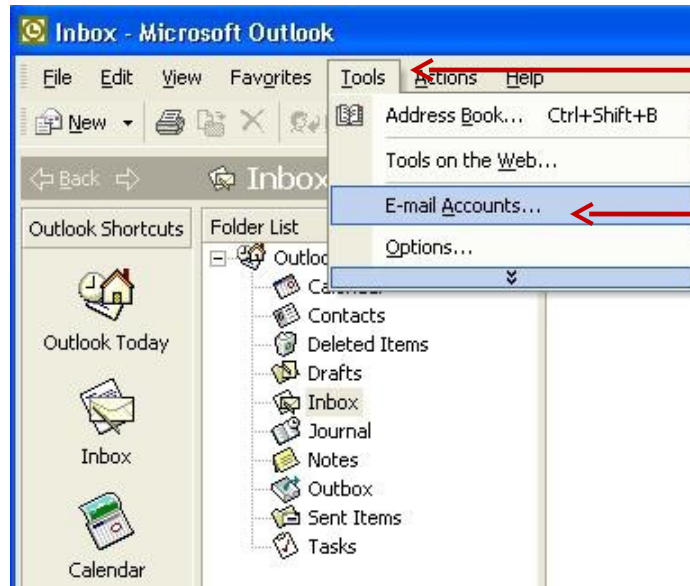 Inbox - Microsoft Outlook
File Edit View Favorites Tools Actions Help
New
Address Book... Ctrl+Shift+B
Tools on the Web...
E-mail Accounts...
Options...
Back
Inbox
Outlook Shortcuts
Outlook Today
Inbox
Calendar
Folder List
Calendar
Contacts
Deleted Items
Drafts
Inbox
Journal
Notes
Outbox
Sent Items
Tasks